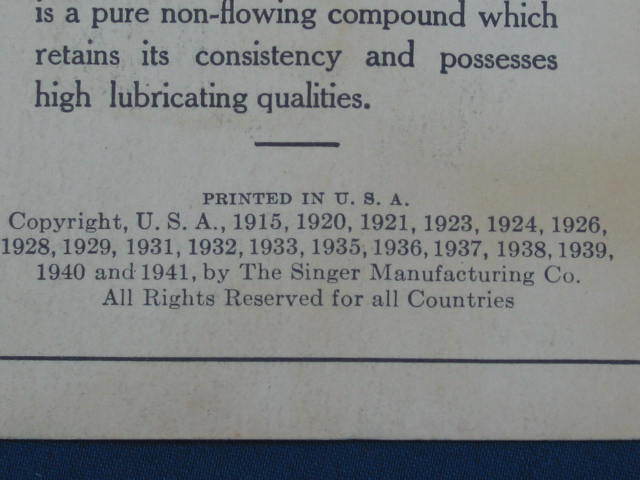 is a pure non-flowing compound which
retains its consistency and possesses
high lubricating qualities.
PRINTED IN U. S. A.
Copyright, U. S. A., 1915, 1920, 1921, 1923, 1924, 1926,
1928, 1929, 1931, 1932, 1933, 1935, 1936, 1937, 1938, 1939,
1940 and 1941, by The Singer Manufacturing Co.
All Rights Reserved for all Countries